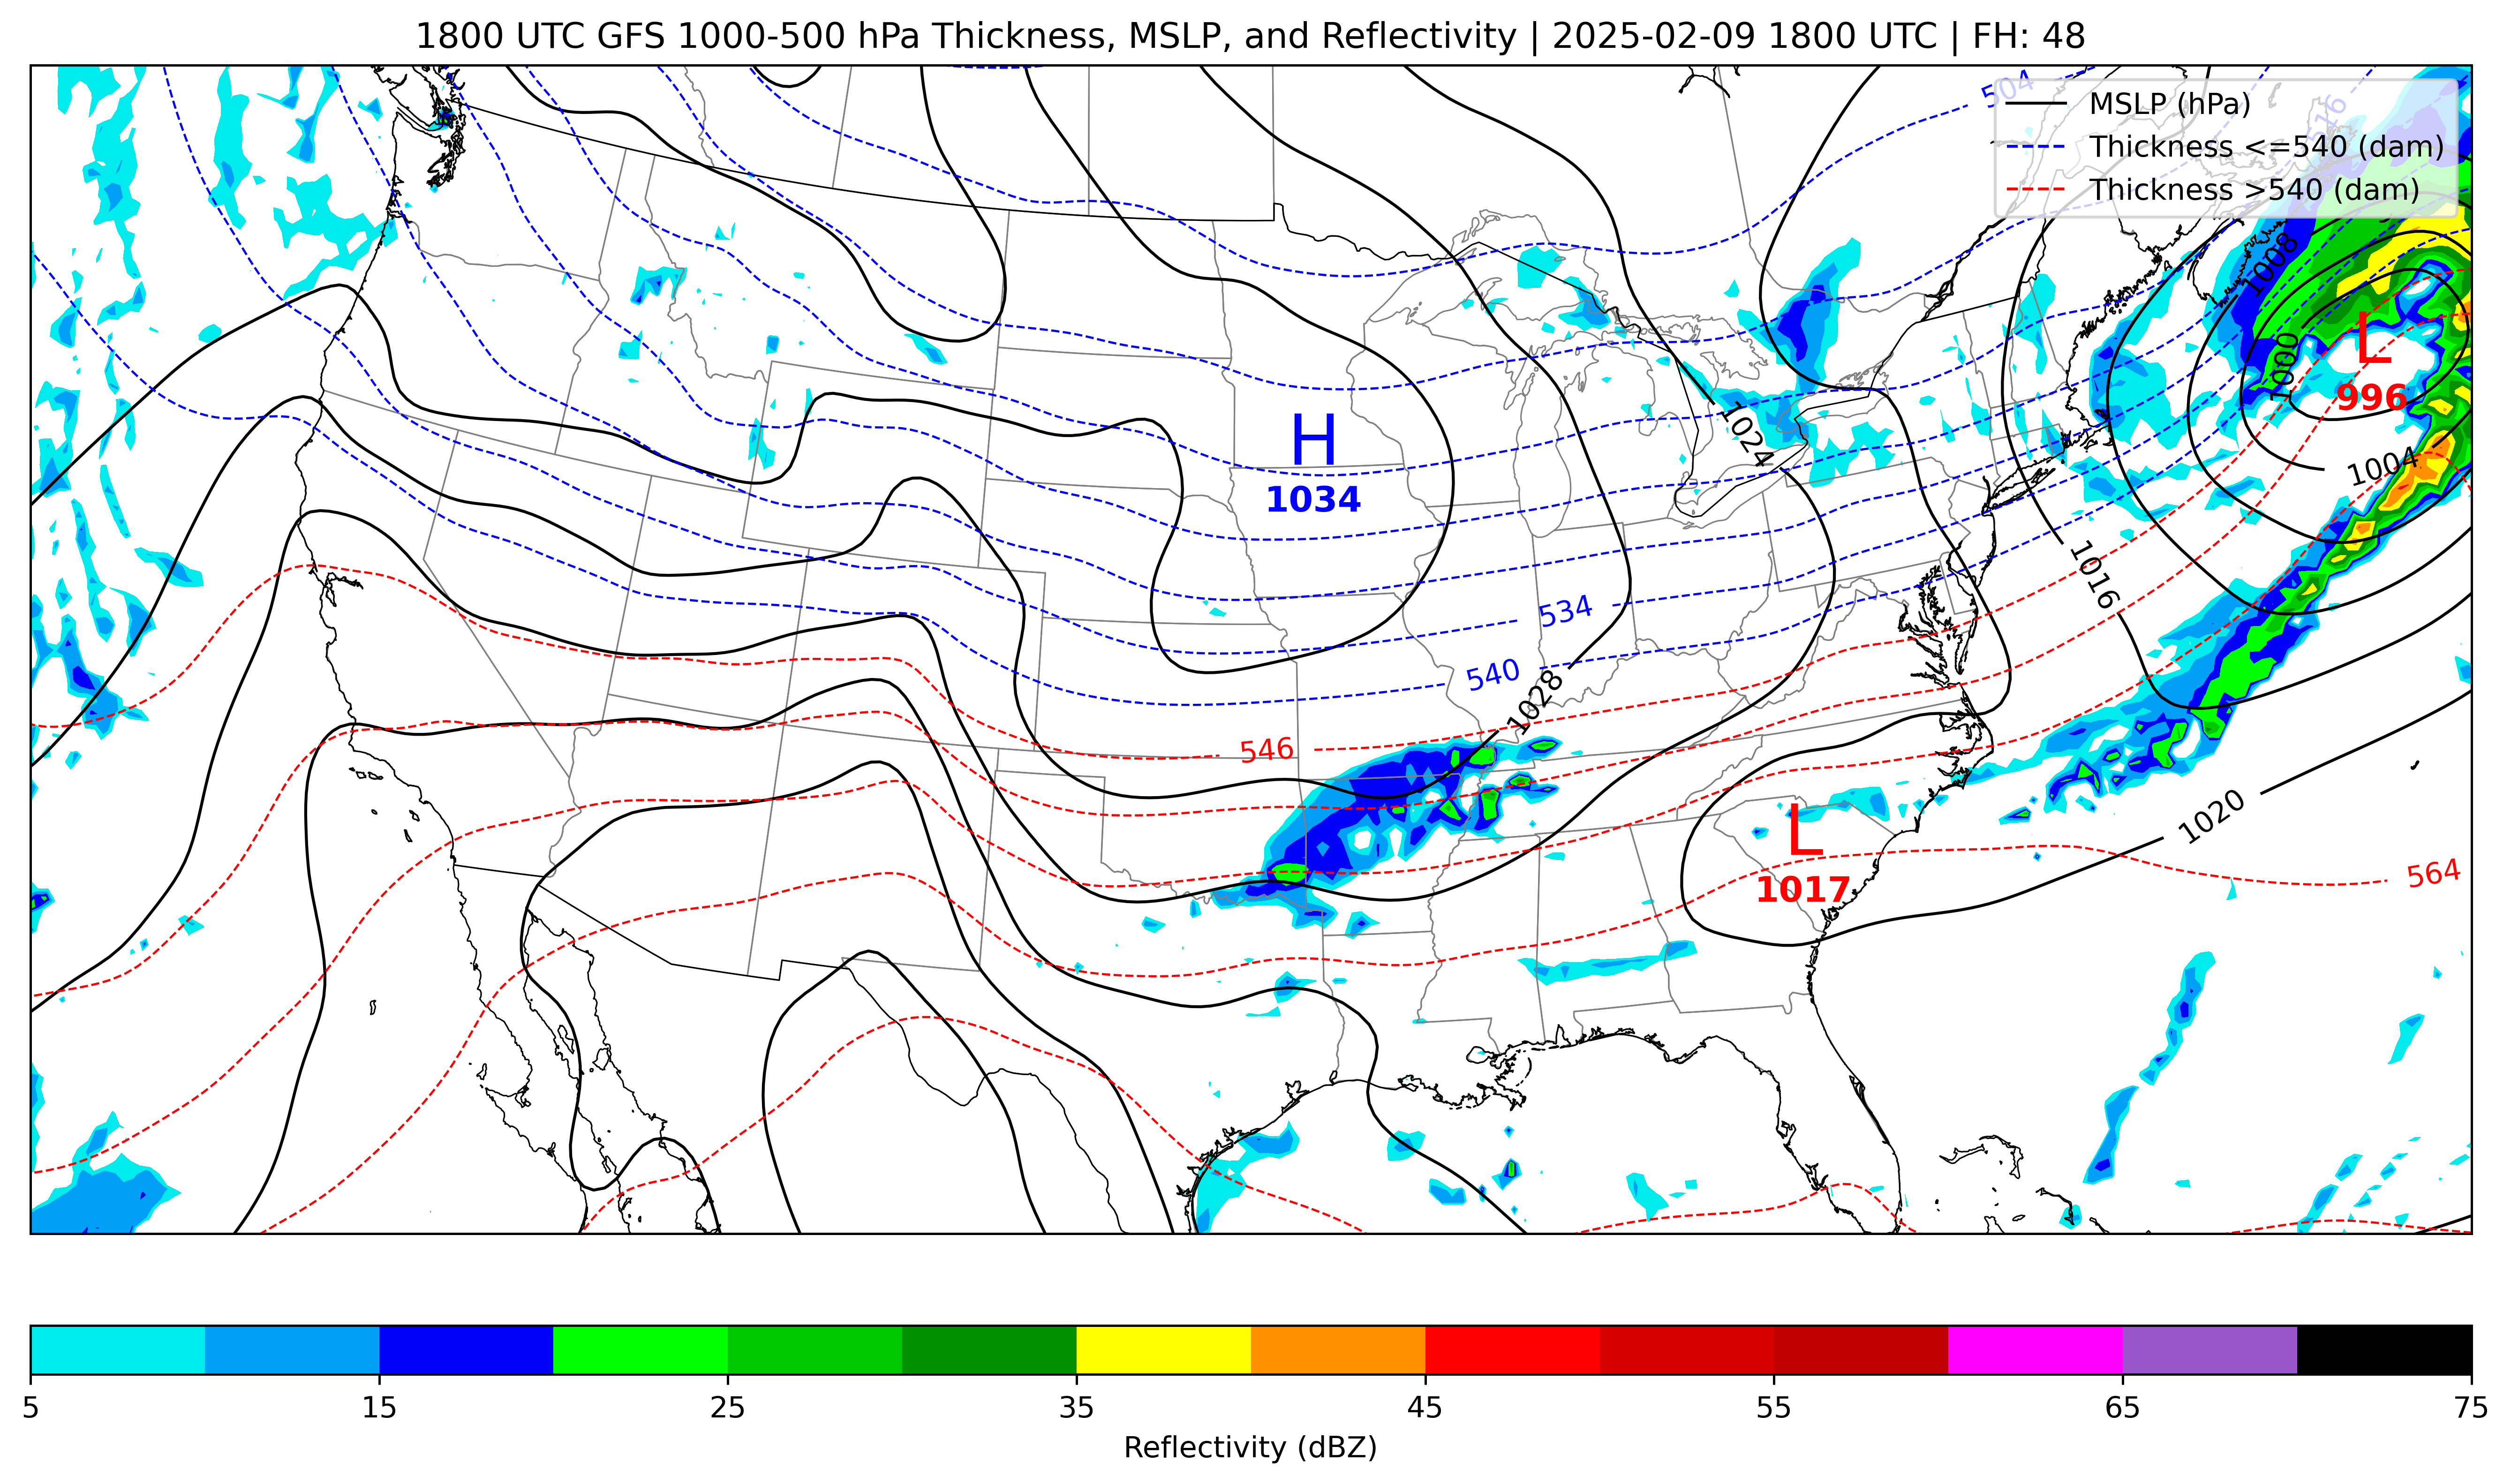 1800 UTC GFS 1000-500 hPa Thickness, MSLP, and Reflectivity | 2025-02-09 1800 UTC | FH: 48
504
516
MSLP (hPa)
Thickness <=540 (dam)
Thickness >540 (dam)
1008
L
996
1000
H
1034
1024
1004
1016
534
540
1028
546
L
1017
1020
564
5 15 25 35 45 55 65 75
Reflectivity (dBZ)